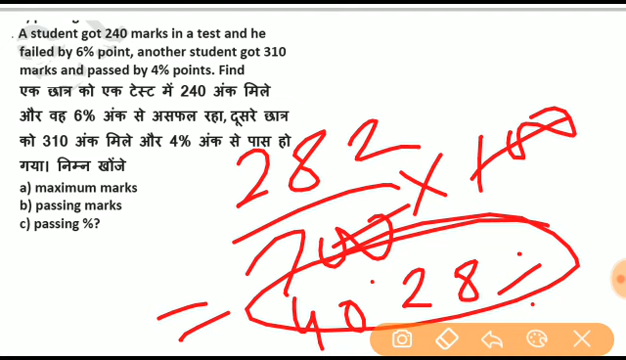 . A student got 240 marks in a test and he
failed by 6% point, another student got 310
marks and passed by 4% points. Find
एक छात्र को एक टेस्ट में 240 अंक मिले
और वह 6% अंक से असफल रहा, दूसरे छात्र
को 310 अंक मिले और 4% अंक से पास हो
गया। निम्न खोंजे
a) maximum marks
b) passing marks
c) passing %?
282 × 100
700
= 40.28%